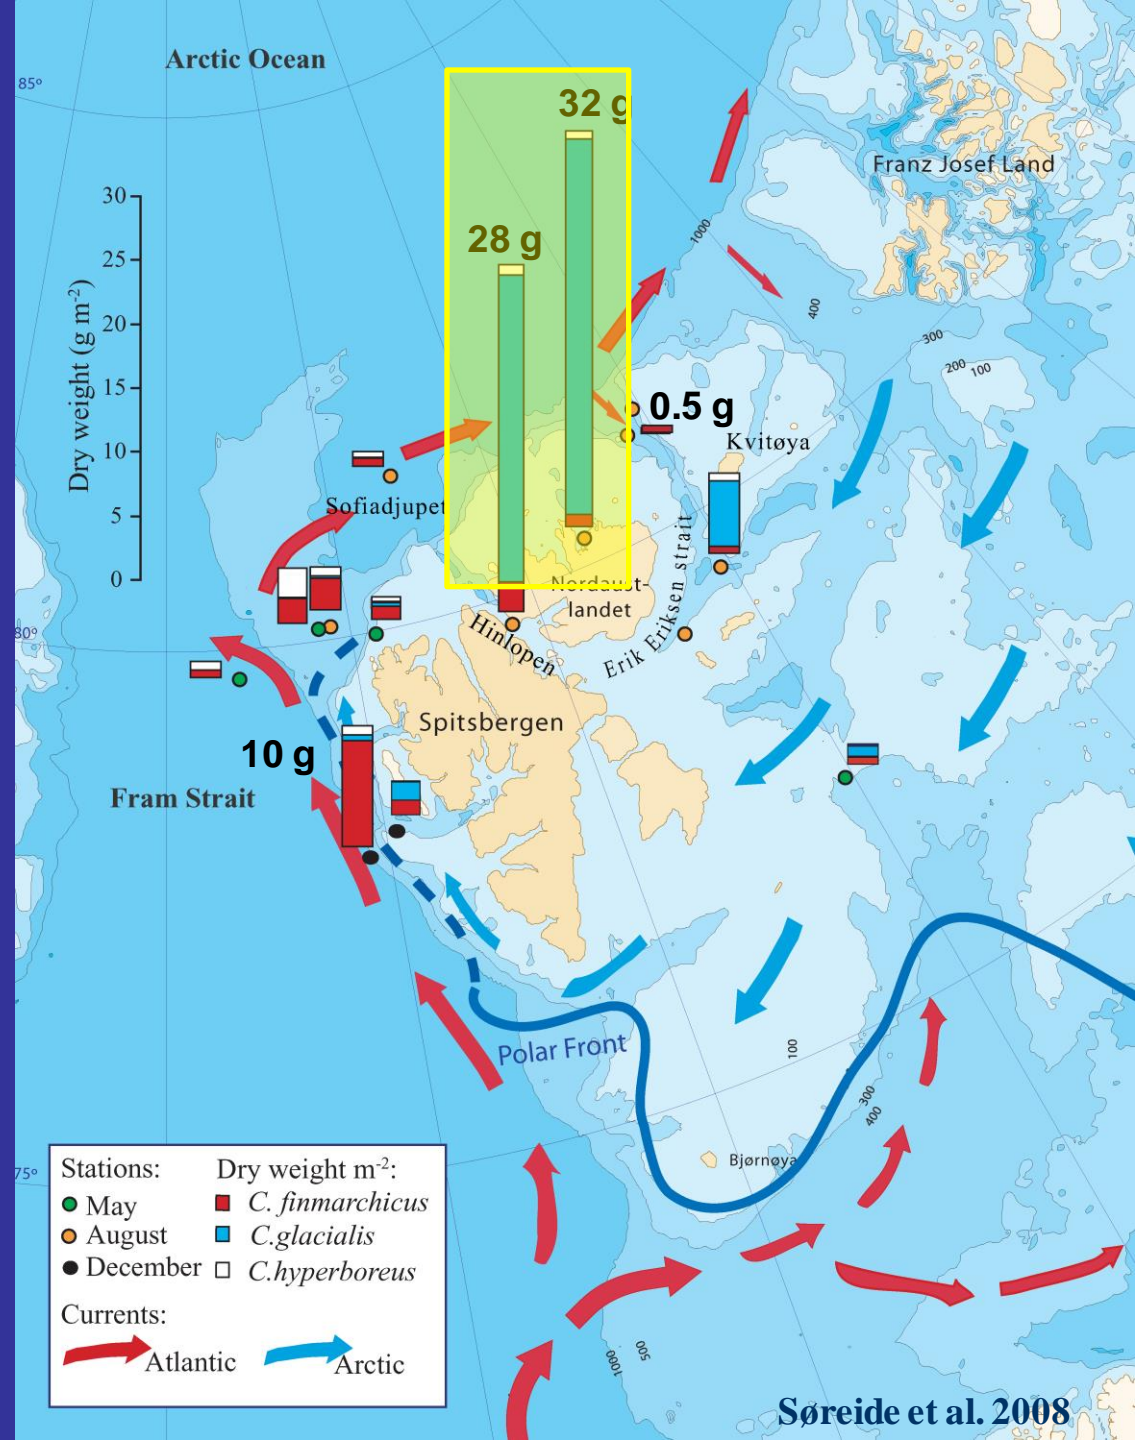 Arctic Ocean
85º
32 g
Franz Josef Land
30
28 g
1000
25
400
20
300
200
100
15
Dry weight (g m-2)
0.5 g
10
Kvitøya
Sofiadjupet
5
0
Nordaust-
landet
Hinlopen
Erik Eriksen strait
80º
Spitsbergen
10 g
Fram Strait
Polar Front
100
300
400
Bjørnøya
75º
Stations:
May
August
December
Dry weight m-2:
C. finmarchicus
C.glacialis
C.hyperboreus
Currents:
Atlantic
Arctic
500
1000
Søreide et al. 2008